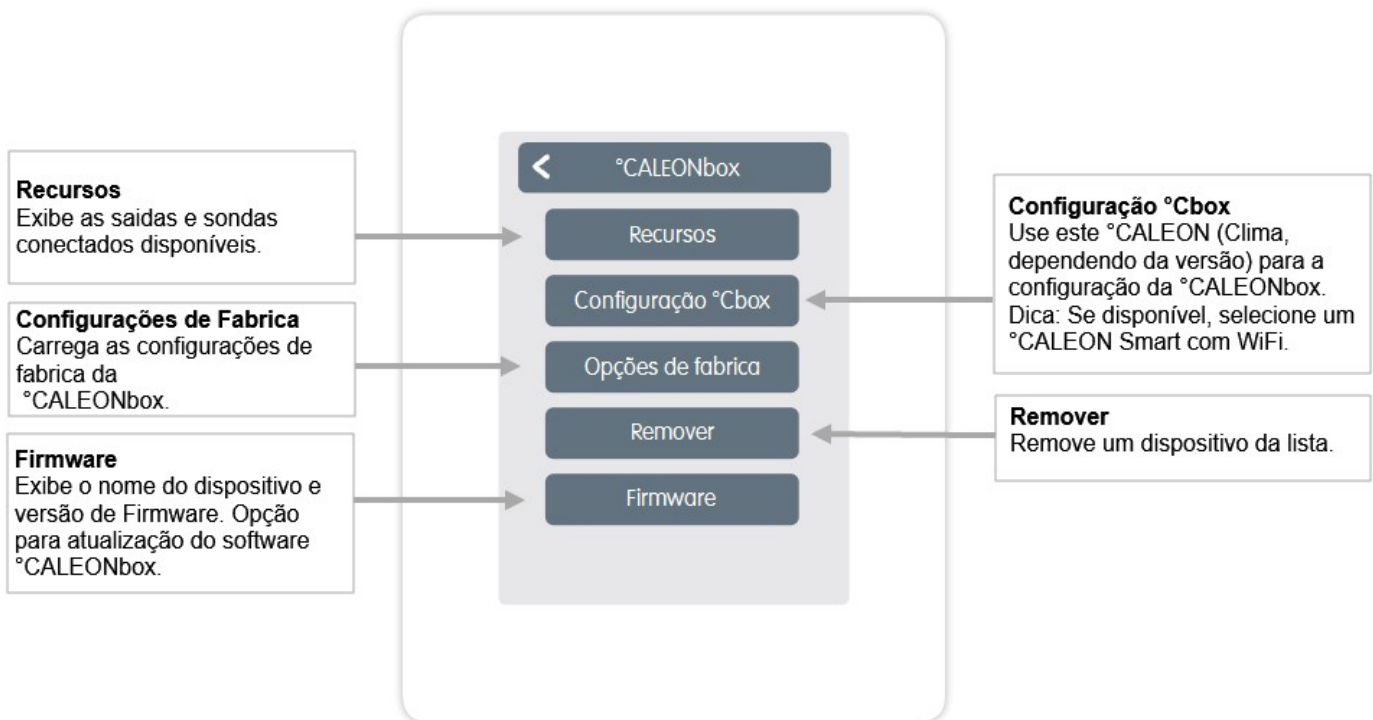 Recursos
Exibe as saidas e sondas
conectados disponíveis.
Configurações de Fabrica
Carrega as configurações de
fabrica da
°CALEONbox.
Firmware
Exibe o nome do dispositivo e
versão de Firmware. Opção
para atualização do software
°CALEONbox.
°CALEONbox
Recursos
Configuração °Cbox
Opções de fabrica
Remover
Firmware
Configuração °Cbox
Use este °CALEON (Clima,
dependendo da versão) para a
configuração da °CALEONbox.
Dica: Se disponível, selecione um
°CALEON Smart com WiFi.
Remover
Remove um dispositivo da lista.